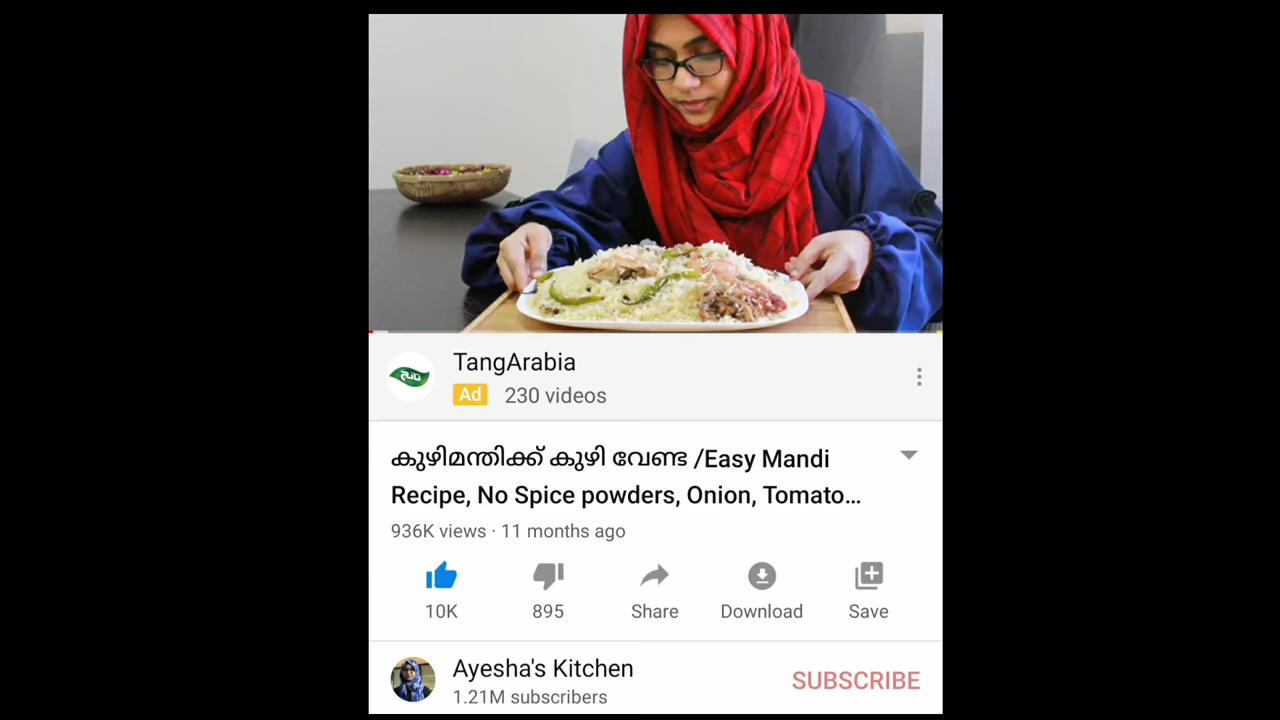 TangArabia
Ad 230 videos
കുഴിമന്തിക്ക് കുഴി വേണ്ട /Easy Mandi
Recipe, No Spice powders, Onion, Tomato...
936K views · 11 months ago
10K 895 Share Download Save
Ayesha's Kitchen
SUBSCRIBE
1.21M subscribers